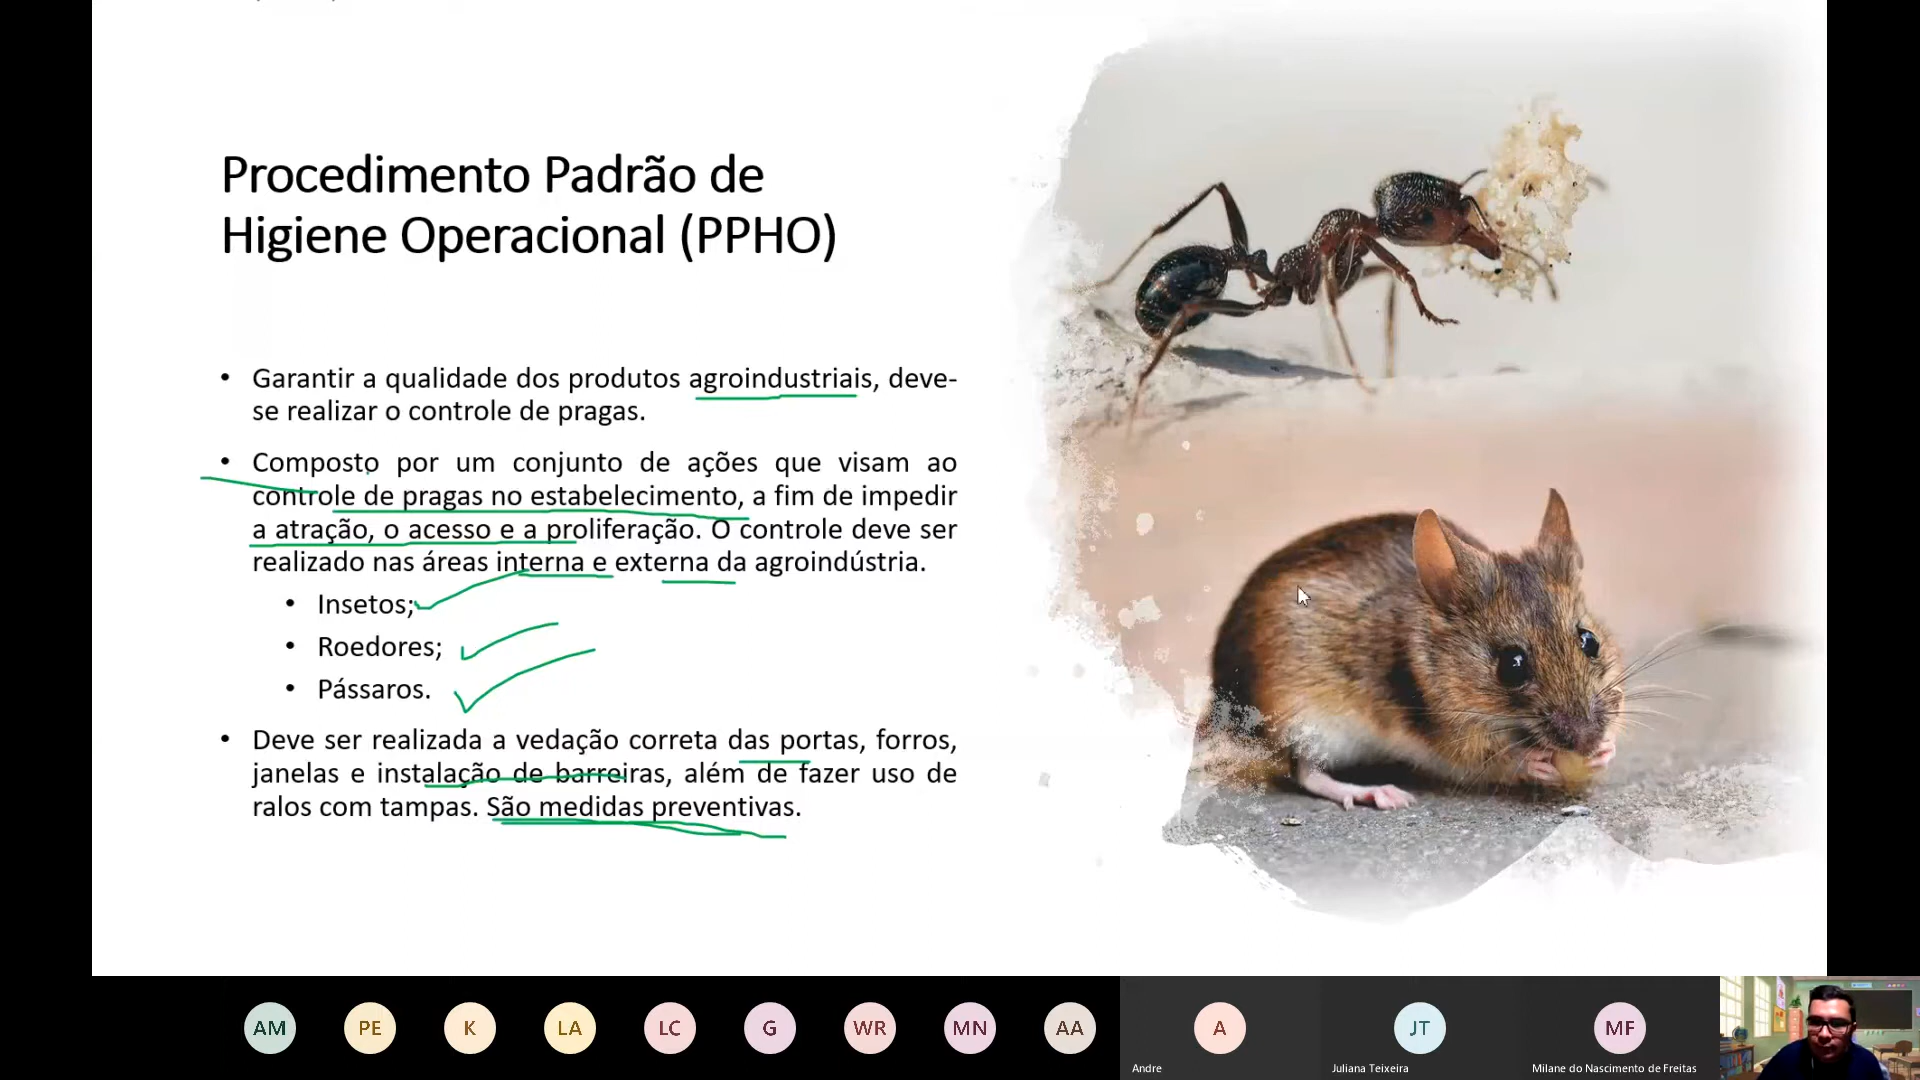 Procedimento Padrão de
Higiene Operacional (PPHO)
• Garantir a qualidade dos produtos agroindustriais, deve-
se realizar o controle de pragas.
• Composto por um conjunto de ações que visam ao
controle de pragas no estabelecimento, a fim de impedir
a atração, o acesso e a proliferação. O controle deve ser
realizado nas áreas interna e externa da agroindústria.
• Insetos;
• Roedores;
• Pássaros.
• Deve ser realizada a vedação correta das portas, forros,
janelas e instalação de barreiras, além de fazer uso de
ralos com tampas. São medidas preventivas.
AM PE K LA LC G WR MN AA A JT MF
Andre Juliana Teixeira Milane do Nascimento de Freitas